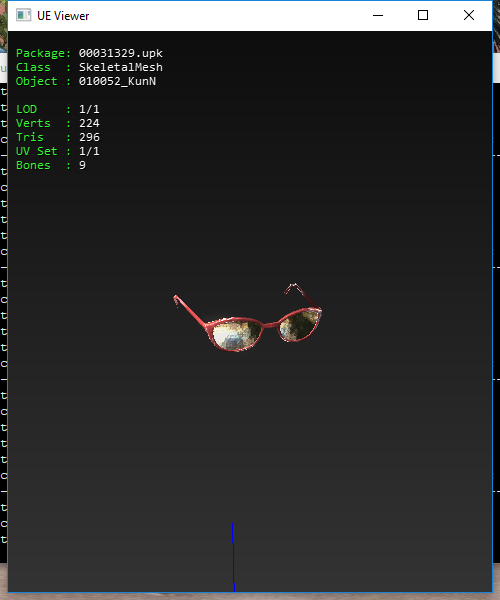 UE Viewer
Package: 00031329.upk
Class  : SkeletalMesh
Object : 010052_KunN
LOD    : 1/1
Verts  : 224
Tris   : 296
UV Set : 1/1
Bones  : 9